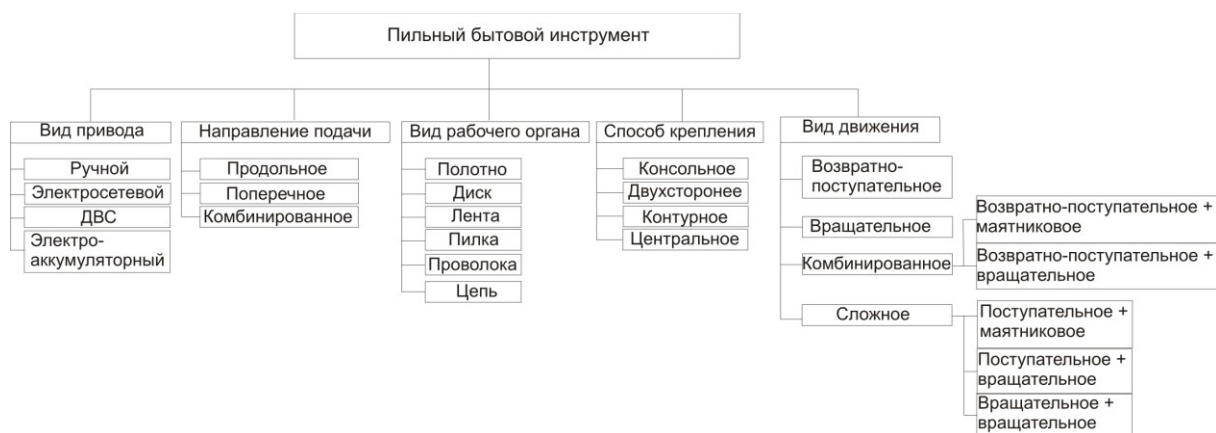 Пильный бытовой инструмент
Вид привода
Ручной
Электросетевой
ДВС
Электро-
аккумуляторный
Направление подачи
Продольное
Поперечное
Комбинированное
Вид рабочего органа
Полотно
Диск
Лента
Пилка
Проволока
Цепь
Способ крепления
Консольное
Двухсторонее
Контурное
Центральное
Вид движения
Возвратно-
поступательное
Вращательное
Комбинированное
Возвратно-поступательное +
маятниковое
Возвратно-поступательное +
вращательное
Сложное
Поступательное +
маятниковое
Поступательное +
вращательное
Вращательное +
вращательное